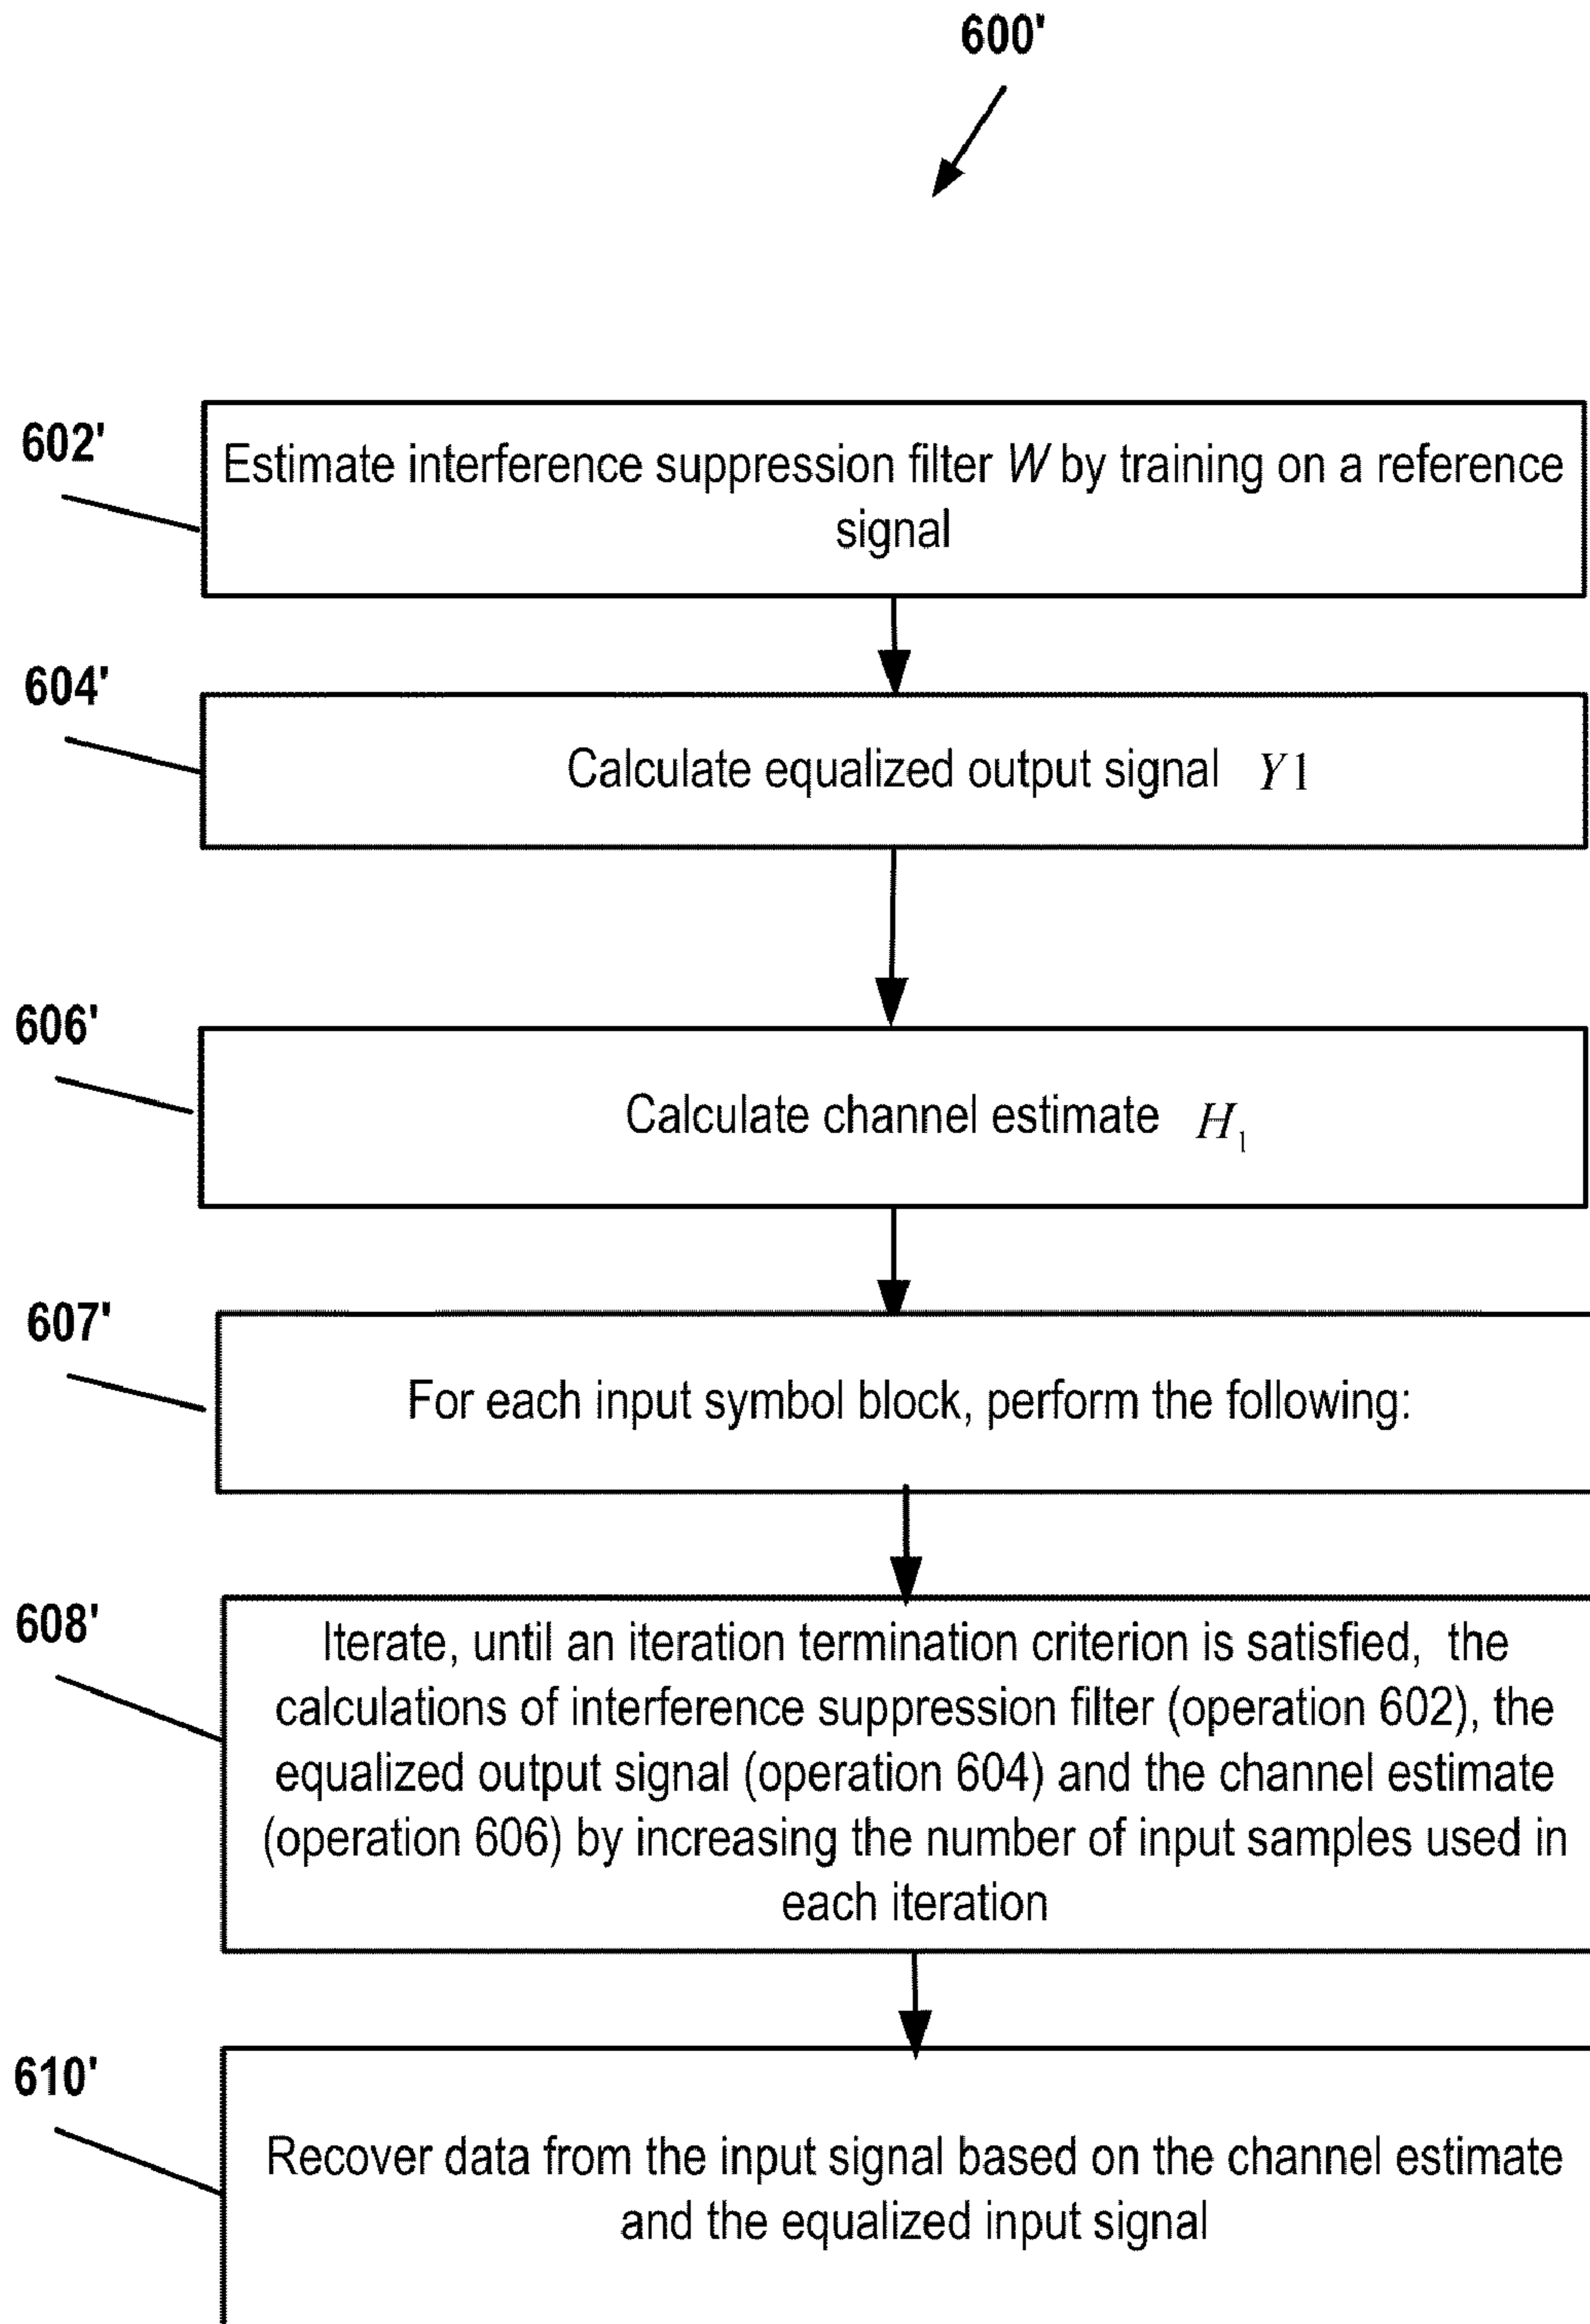 600'
602'
Estimate interference suppression filter W by training on a reference
signal
604'
Calculate equalized output signal Y1
606'
Calculate channel estimate H₁
607'
For each input symbol block, perform the following:
608'
Iterate, until an iteration termination criterion is satisfied, the
calculations of interference suppression filter (operation 602), the
equalized output signal (operation 604) and the channel estimate
(operation 606) by increasing the number of input samples used in
each iteration
610'
Recover data from the input signal based on the channel estimate
and the equalized input signal